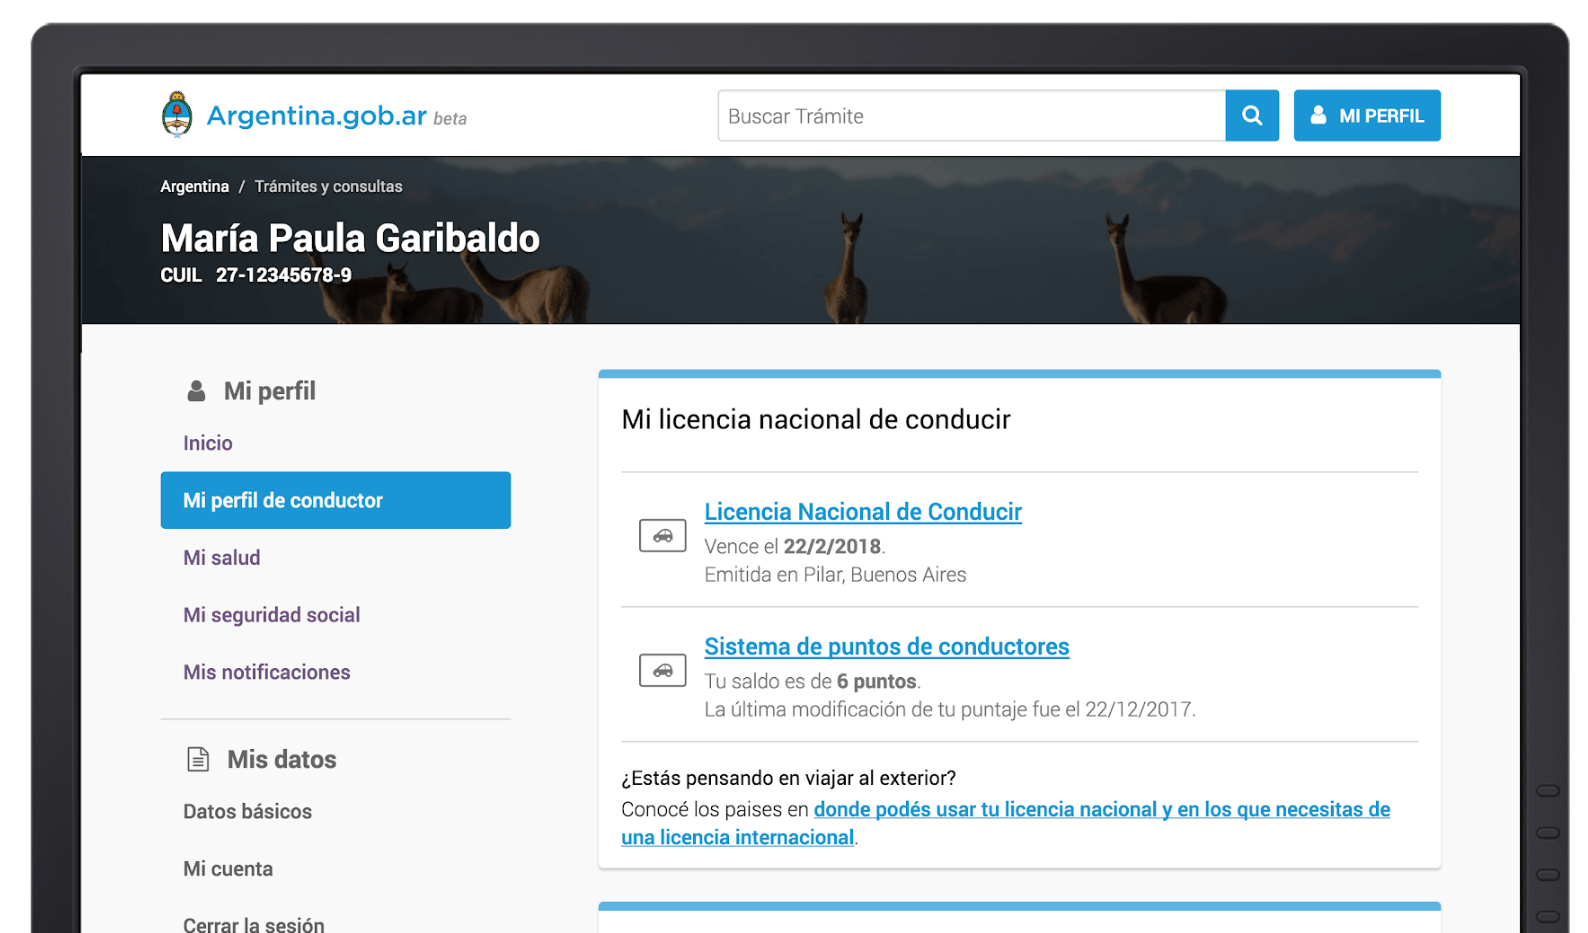 Argentina.gob.ar beta
Buscar Trámite
MI PERFIL
Argentina / Trámites y consultas
María Paula Garibaldo
CUIL 27-12345678-9
Mi perfil
Inicio
Mi perfil de conductor
Mi salud
Mi seguridad social
Mis notificaciones
Mis datos
Datos básicos
Mi cuenta
Cerrar la sesión
Mi licencia nacional de conducir
Licencia Nacional de Conducir
Vence el 22/2/2018.
Emitida en Pilar, Buenos Aires
Sistema de puntos de conductores
Tu saldo es de 6 puntos.
La última modificación de tu puntaje fue el 22/12/2017.
¿Estás pensando en viajar al exterior?
Conocé los paises en donde podés usar tu licencia nacional y en los que necesitas de
una licencia internacional.